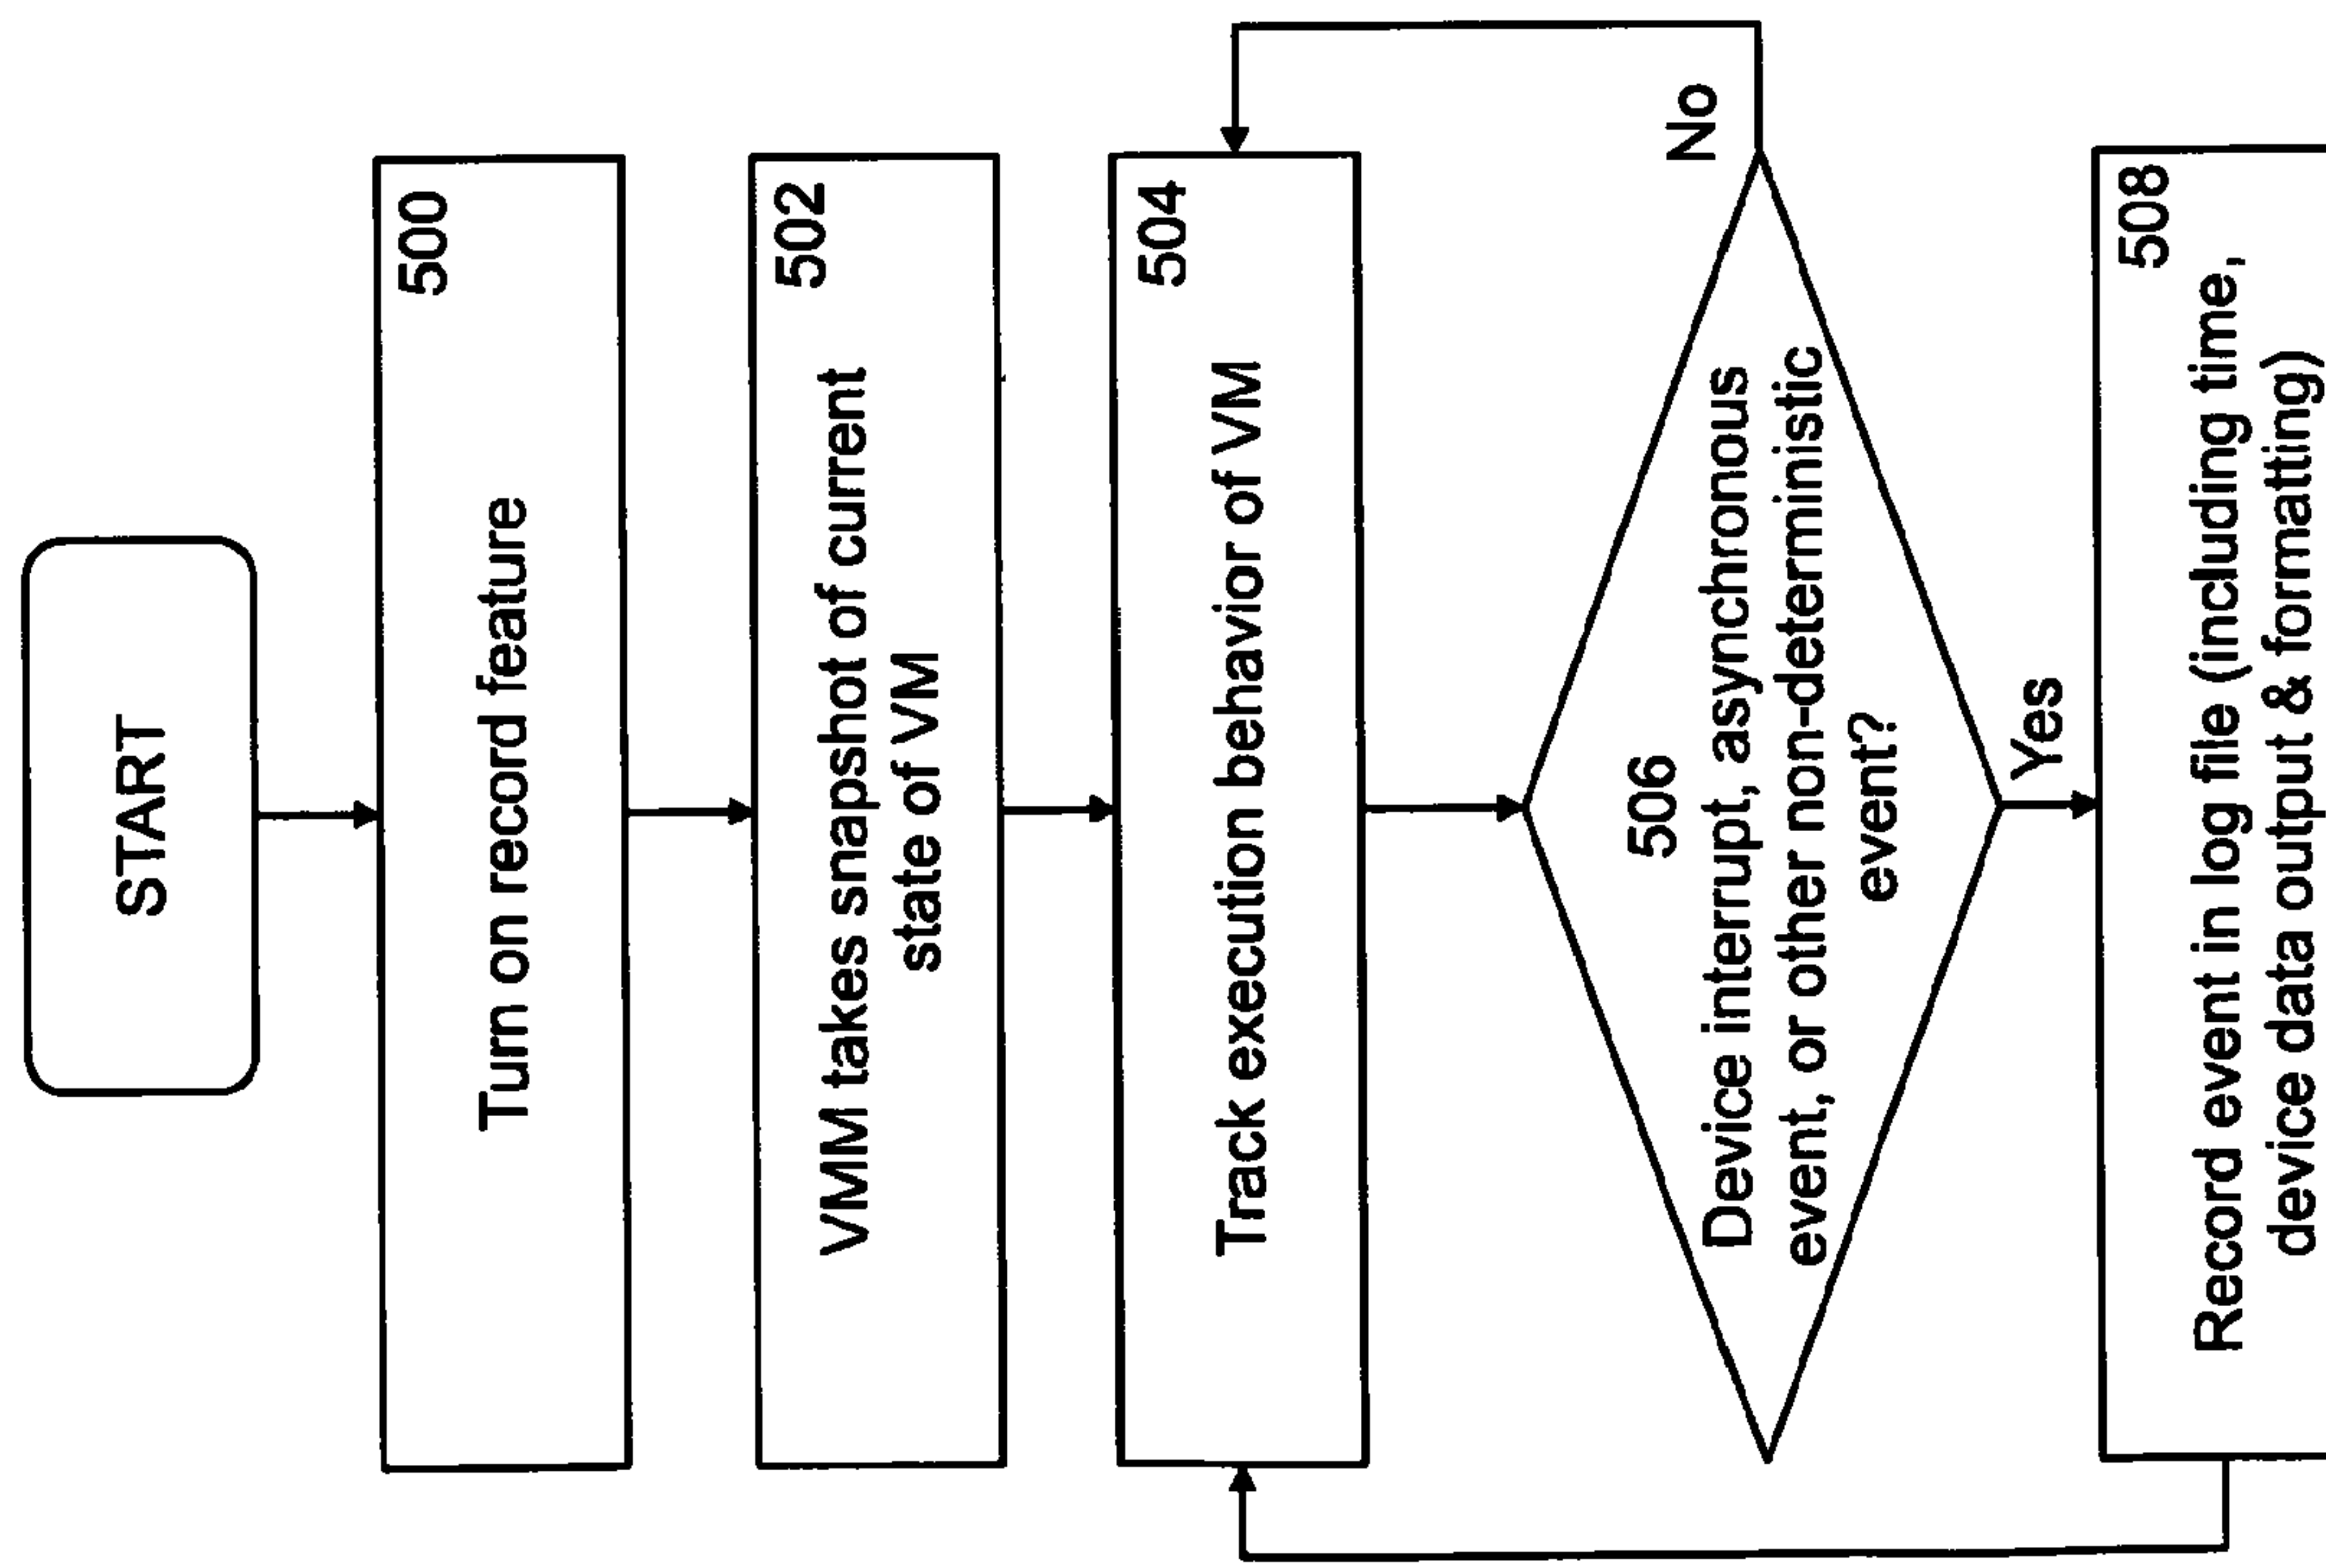 START
500
Turn on record feature
502
VMM takes snapshot of current
state of VM
504
Track execution behavior of VM
506
Device interrupt, asynchronous
event, or other non-deterministic
event?
No
Yes
508
Record event in log file (including time,
device data output & formatting)